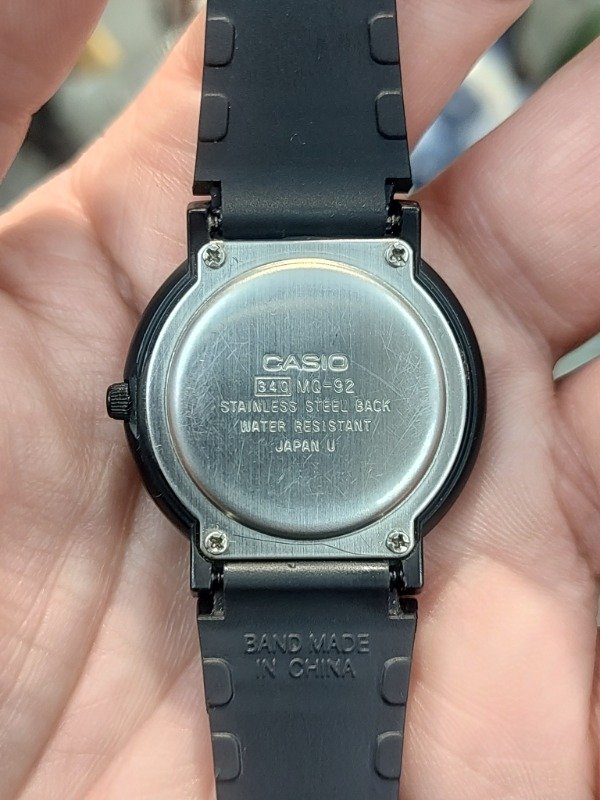 CASIO
340 MQ-92
STAINLESS STEEL BACK
WATER RESISTANT
JAPAN U
BAND MADE
IN CHINA